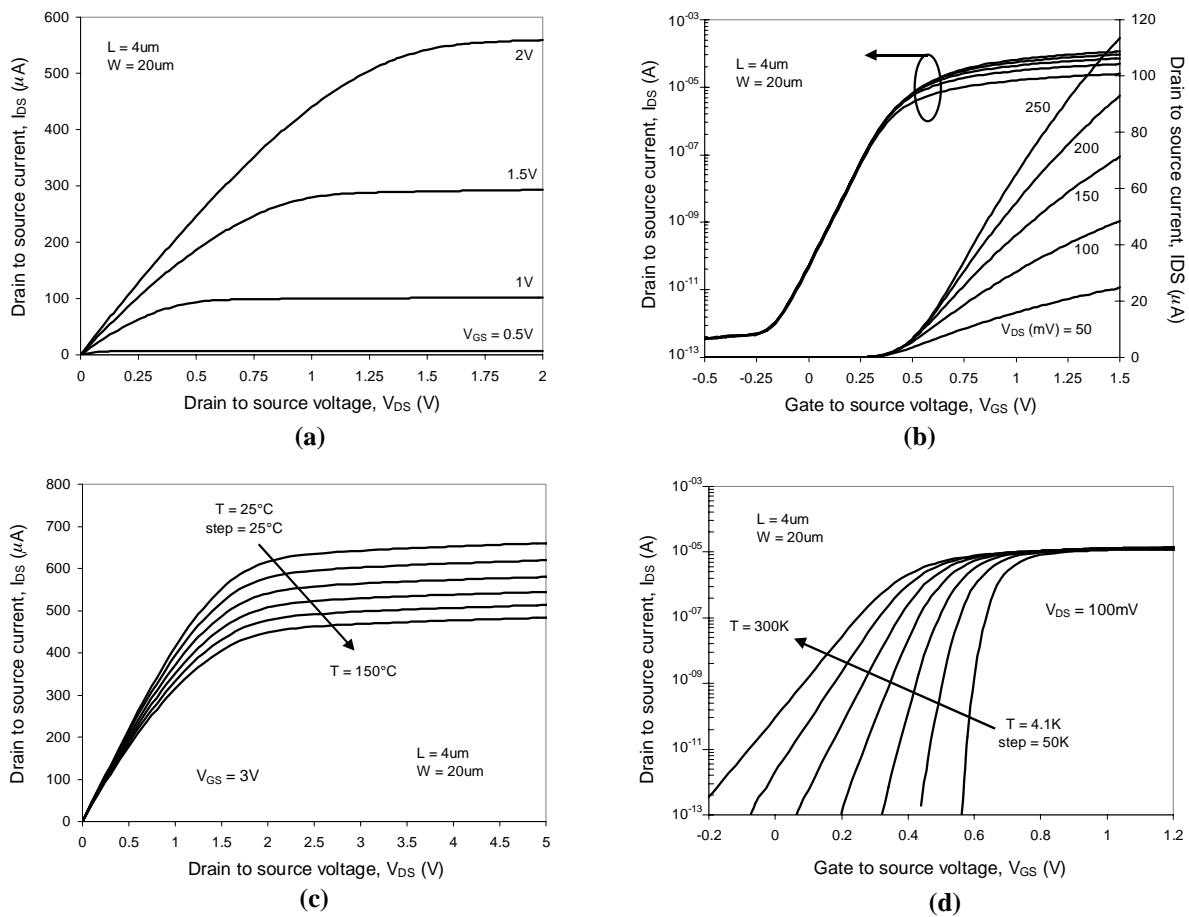 600
500
400
300
200
100
0
Drain to source current, I_DS (μA)
L = 4um
W = 20um
2V
1.5V
1V
V_GS = 0.5V
0 0.25 0.5 0.75 1 1.25 1.5 1.75 2
Drain to source voltage, V_DS (V)
(a)
10^-03
10^-05
10^-07
10^-09
10^-11
10^-13
Drain to source current, I_DS (A)
L = 4um
W = 20um
250
200
150
100
V_DS (mV) = 50
120
100
80
60
40
20
0
Drain to source current, IDS (μA)
-0.5 -0.25 0 0.25 0.5 0.75 1 1.25 1.5
Gate to source voltage, V_GS (V)
(b)
800
700
600
500
400
300
200
100
0
Drain to source current, I_DS (μA)
T = 25°C
step = 25°C
T = 150°C
V_GS = 3V
L = 4um
W = 20um
0 0.5 1 1.5 2 2.5 3 3.5 4 4.5 5
Drain to source voltage, V_DS (V)
(c)
10^-03
10^-05
10^-07
10^-09
10^-11
10^-13
Drain to source current, I_DS (A)
L = 4um
W = 20um
V_DS = 100mV
T = 300K
T = 4.1K
step = 50K
-0.2 0 0.2 0.4 0.6 0.8 1 1.2
Gate to source voltage, V_GS (V)
(d)